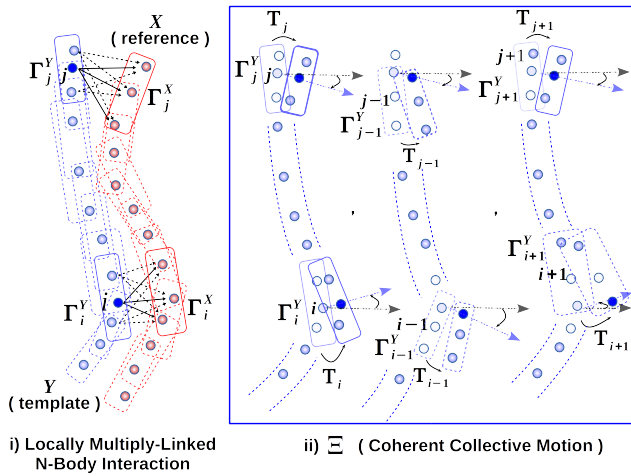 X
( reference )
Γ_j^Y
j
Γ_j^X
Γ_i^Y
i
Γ_i^X
Y
( template )
i) Locally Multiply-Linked
N-Body Interaction
T_j
Γ_j^Y
j
j-1
Γ_{j-1}^Y
T_{j-1}
T_{j+1}
j+1
Γ_{j+1}^Y
,
,
Γ_i^Y
i
T_i
i-1
Γ_{i-1}^Y
T_{i-1}
Γ_{i+1}^Y
i+1
T_{i+1}
ii) Ξ ( Coherent Collective Motion )